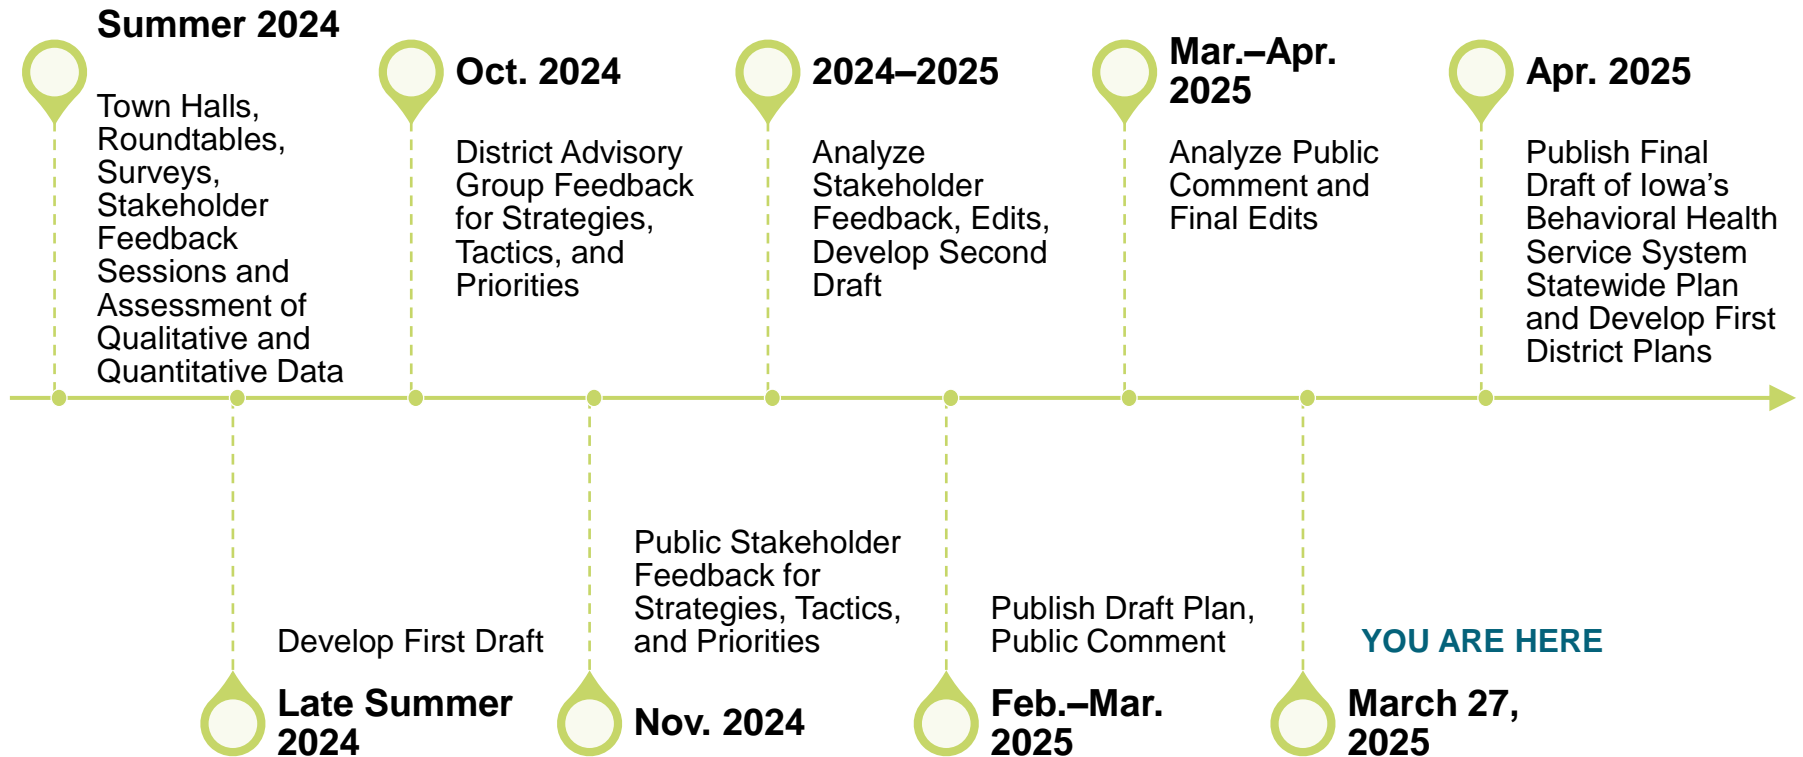 Summer 2024
Town Halls,
Roundtables,
Surveys,
Stakeholder
Feedback
Sessions and
Assessment of
Qualitative and
Quantitative Data
Develop First Draft
Late Summer
2024
Oct. 2024
District Advisory
Group Feedback
for Strategies,
Tactics, and
Priorities
Public Stakeholder
Feedback for
Strategies, Tactics,
and Priorities
Nov. 2024
2024–2025
Analyze
Stakeholder
Feedback, Edits,
Develop Second
Draft
Publish Draft Plan,
Public Comment
Feb.–Mar.
2025
Mar.–Apr.
2025
Analyze Public
Comment and
Final Edits
YOU ARE HERE
March 27,
2025
Apr. 2025
Publish Final
Draft of Iowa’s
Behavioral Health
Service System
Statewide Plan
and Develop First
District Plans